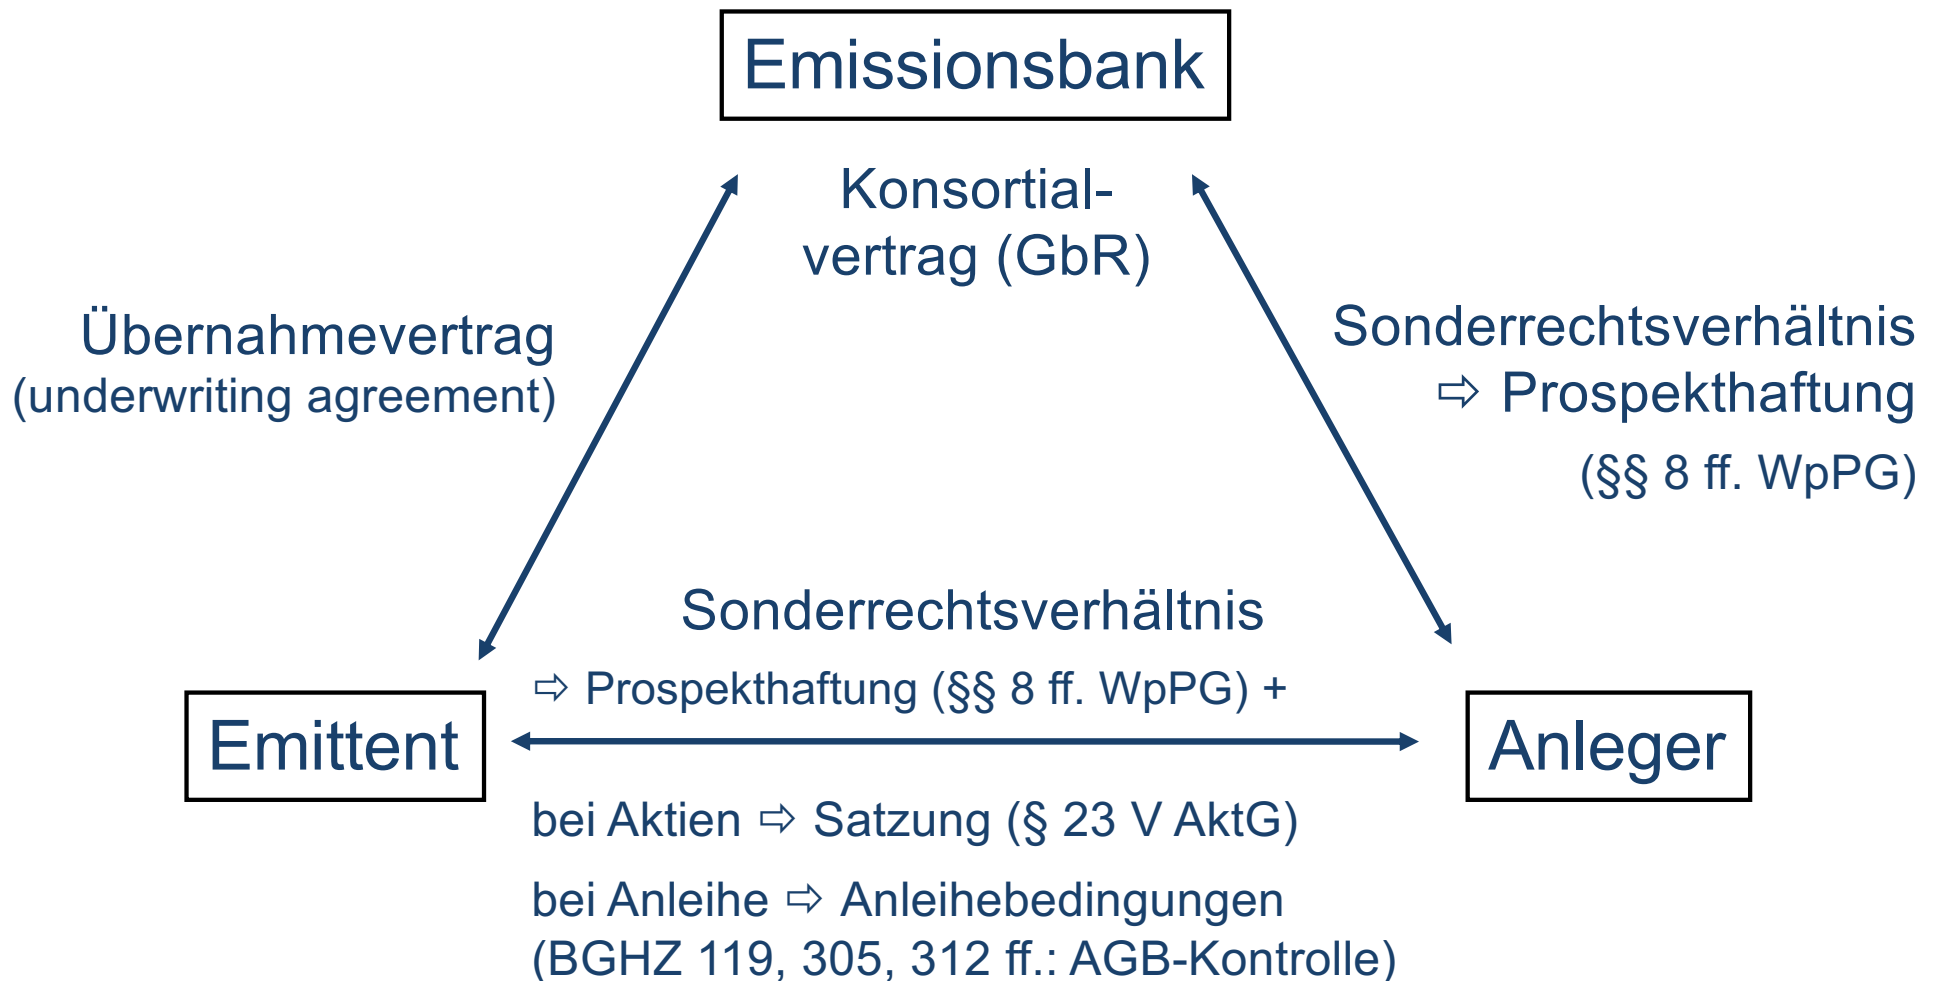 Emissionsbank
Konsortial-
vertrag (GbR)
Übernahmevertrag
(underwriting agreement)
Sonderrechtsverhältnis
⇨ Prospekthaftung
(§§ 8 ff. WpPG)
Sonderrechtsverhältnis
⇨ Prospekthaftung (§§ 8 ff. WpPG) +
Emittent
Anleger
bei Aktien ⇨ Satzung (§ 23 V AktG)
bei Anleihe ⇨ Anleihebedingungen
(BGHZ 119, 305, 312 ff.: AGB-Kontrolle)